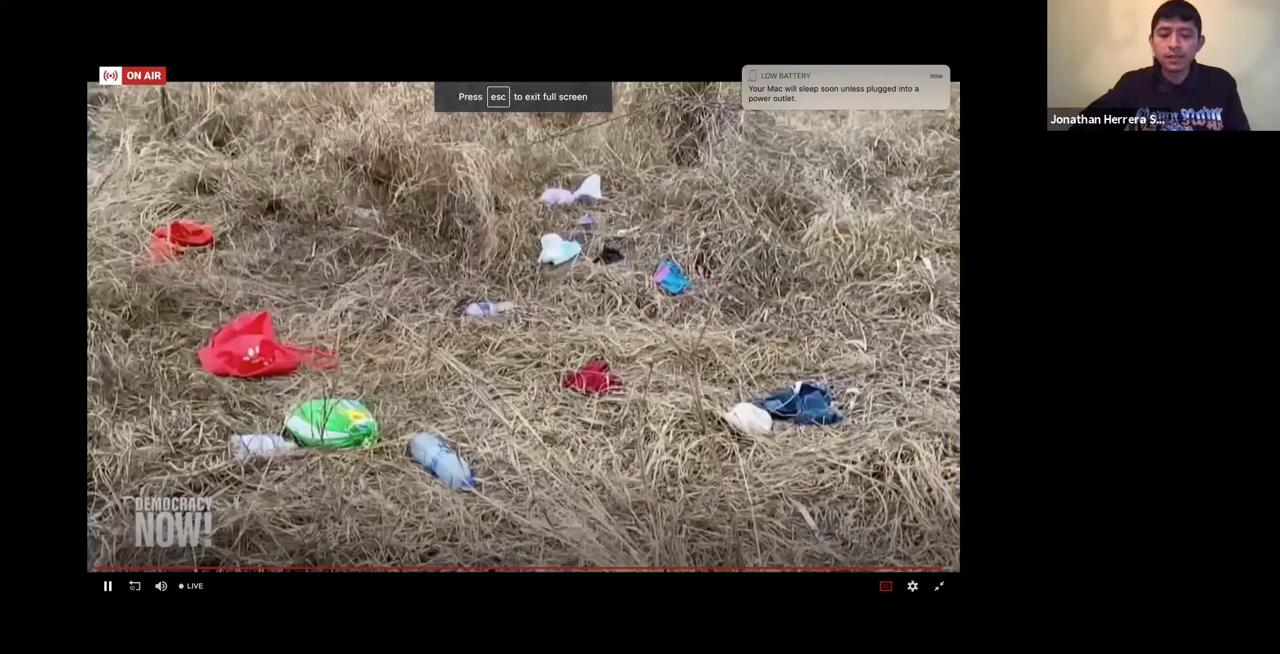 ON AIR
Press esc to exit full screen
LOW BATTERY
now
Your Mac will sleep soon unless plugged into a
power outlet.
Jonathan Herrera S...
DEMOCRACY
NOW!
10
LIVE